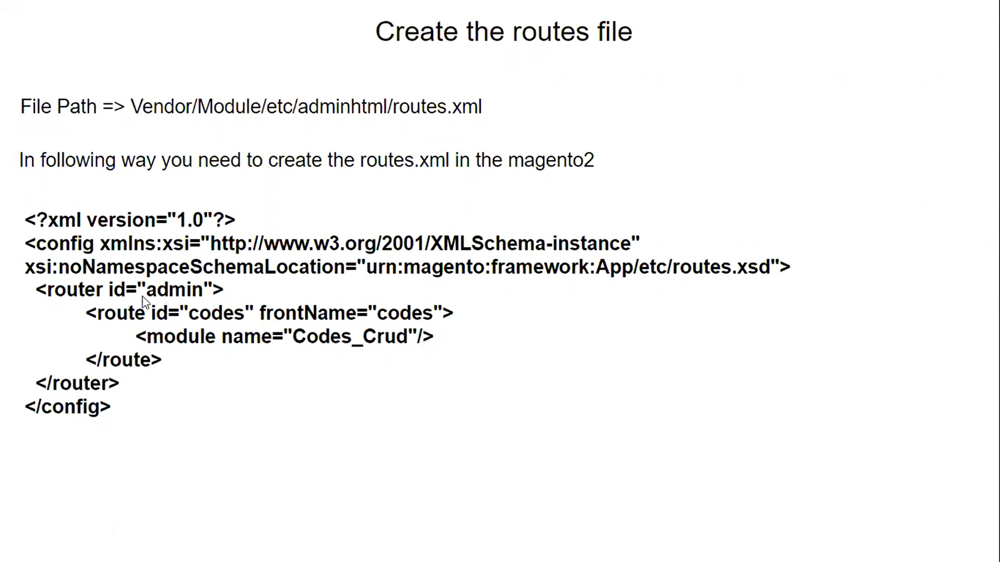 Create the routes file
File Path => Vendor/Module/etc/adminhtml/routes.xml
In following way you need to create the routes.xml in the magento2
<?xml version="1.0"?>
<config xmlns:xsi="http://www.w3.org/2001/XMLSchema-instance"
xsi:noNamespaceSchemaLocation="urn:magento:framework:App/etc/routes.xsd">
<router id="admin">
<route id="codes" frontName="codes">
<module name="Codes_Crud"/>
</route>
</router>
</config>